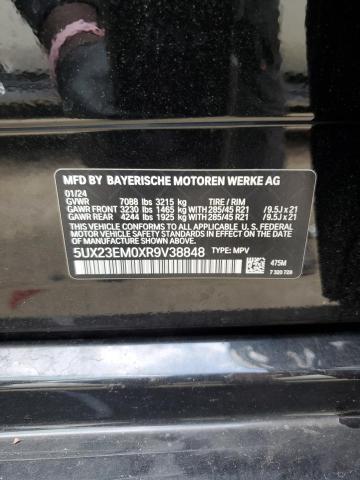 MFD BY BAYERISCHE MOTOREN WERKE AG
01/24
GVWR 7088 lbs 3215 kg TIRE / RIM
GAWR FRONT 3230 lbs 1465 kg WITH 285/45 R21 /9.5J x 21
GAWR REAR 4244 lbs 1925 kg WITH 285/45 R21 /9.5J x 21
THIS VEHICLE CONFORMS TO ALL APPLICABLE U. S. FEDERAL
MOTOR VEHICLE SAFETY STANDARDS IN EFFECT ON THE
DATE OF MANUFACTURE SHOWN ABOVE.
5UX23EM0XR9V38848 TYPE: MPV 475M
7 320 720